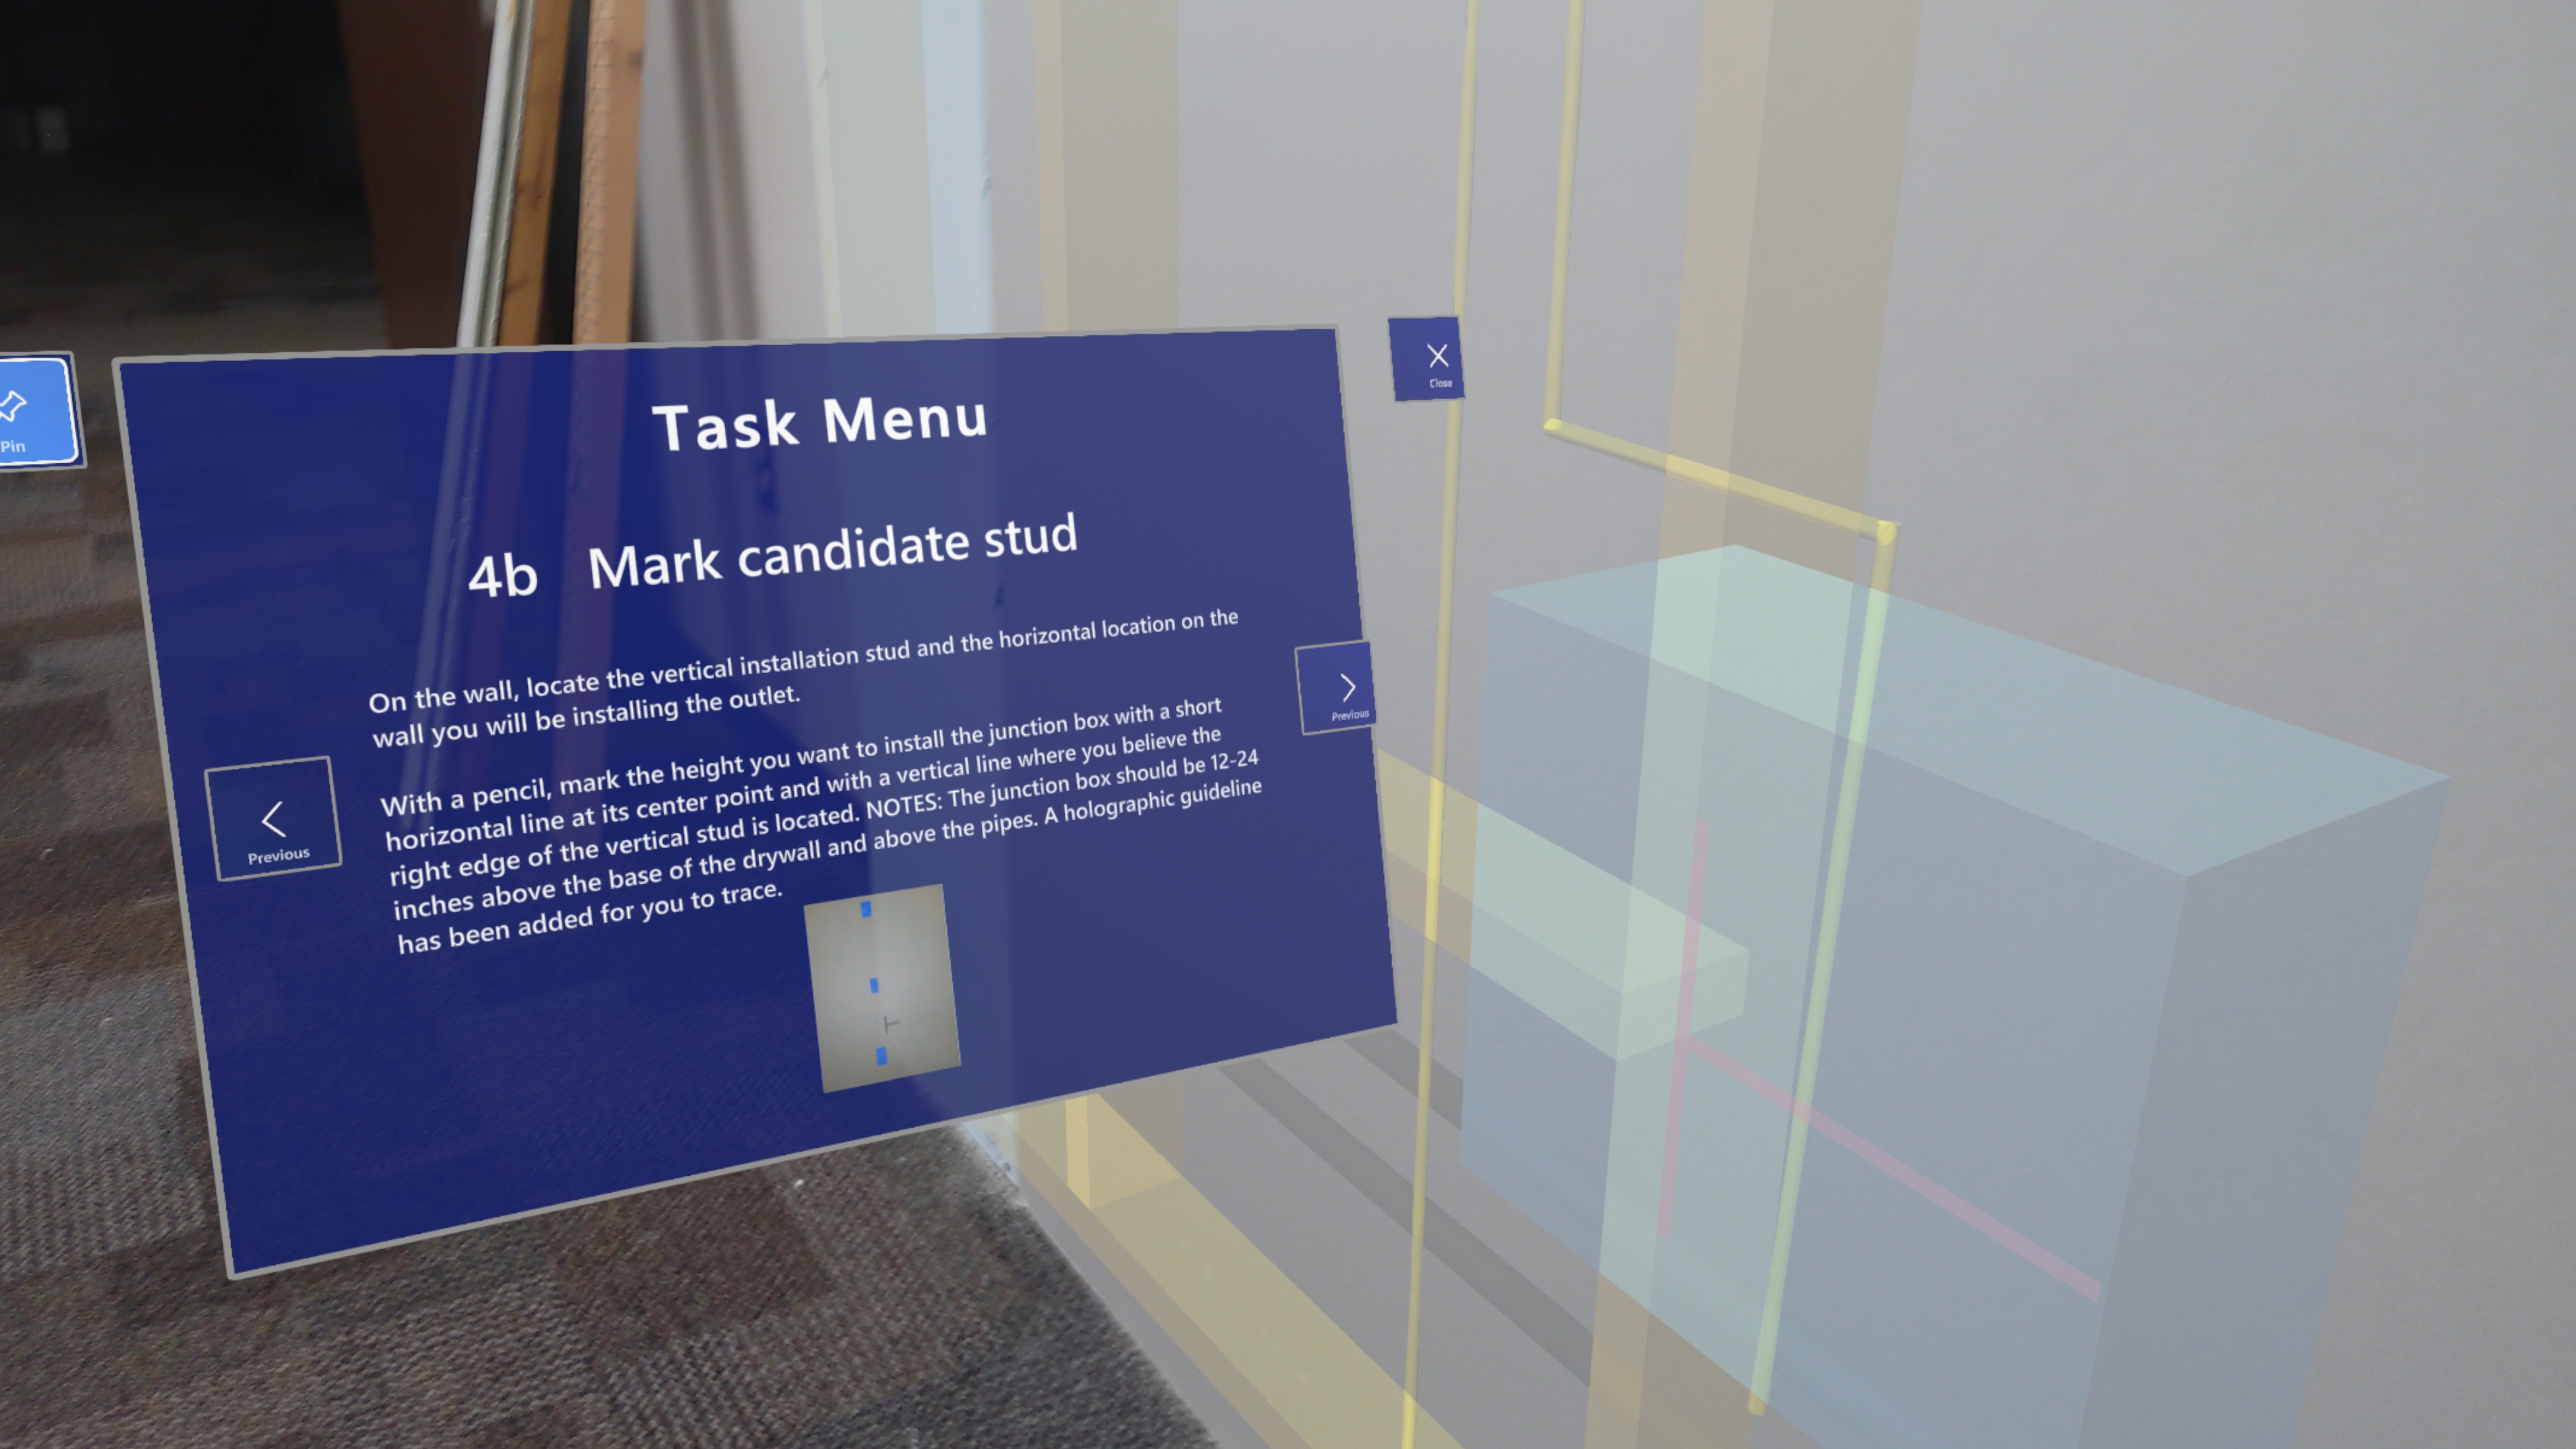 Task Menu
Close
Pin
4b Mark candidate stud
On the wall, locate the vertical installation stud and the horizontal location on the
wall you will be installing the outlet.
With a pencil, mark the height you want to install the junction box with a short
horizontal line at its center point and with a vertical line where you believe the
right edge of the vertical stud is located. NOTES: The junction box should be 12-24
inches above the base of the drywall and above the pipes. A holographic guideline
has been added for you to trace.
Previous
Previous